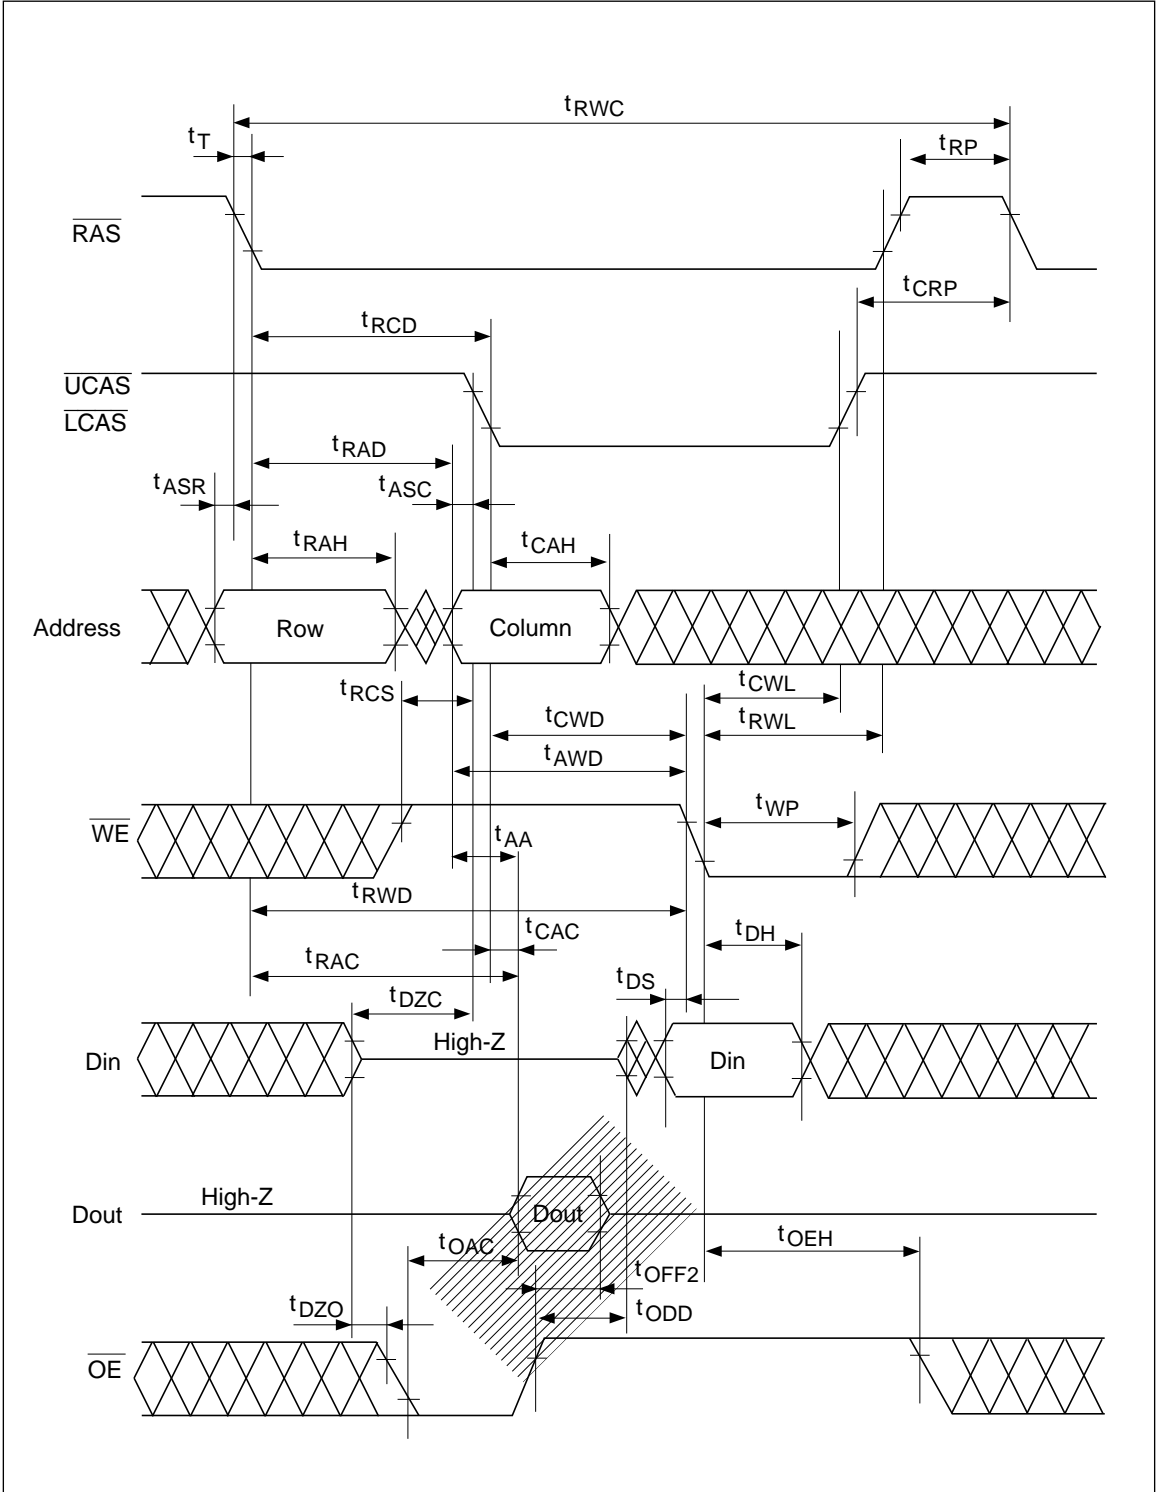 tRWC
tT
tRP
RAS
tCRP
tRCD
UCAS
LCAS
tRAD
tASR
tASC
tRAH
tCAH
Address
Row
Column
tRCS
tCWL
tCWD
tRWL
tAWD
WE
tWP
tAA
tRWD
tCAC
tDH
tRAC
tDS
tDZC
High-Z
Din
Din
High-Z
Dout
Dout
tOAC
tOEH
tOFF2
tDZO
tODD
OE